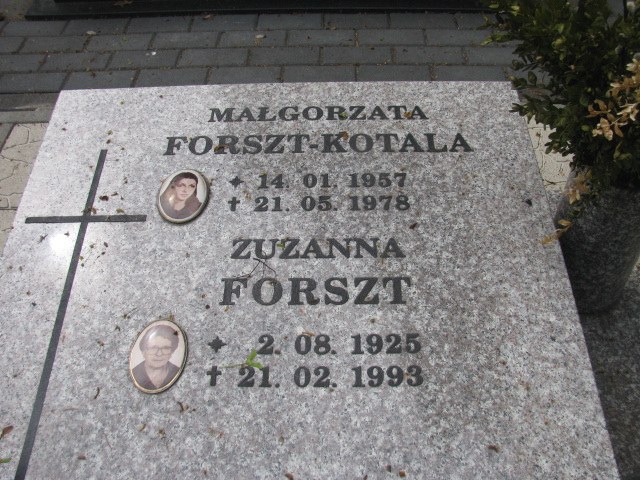 MAŁGORZATA
FORSZT-KOTALA
✦ 14. 01. 1957
† 21. 05. 1978
ZUZANNA
FORSZT
✦ 2. 08. 1925
† 21. 02. 1993